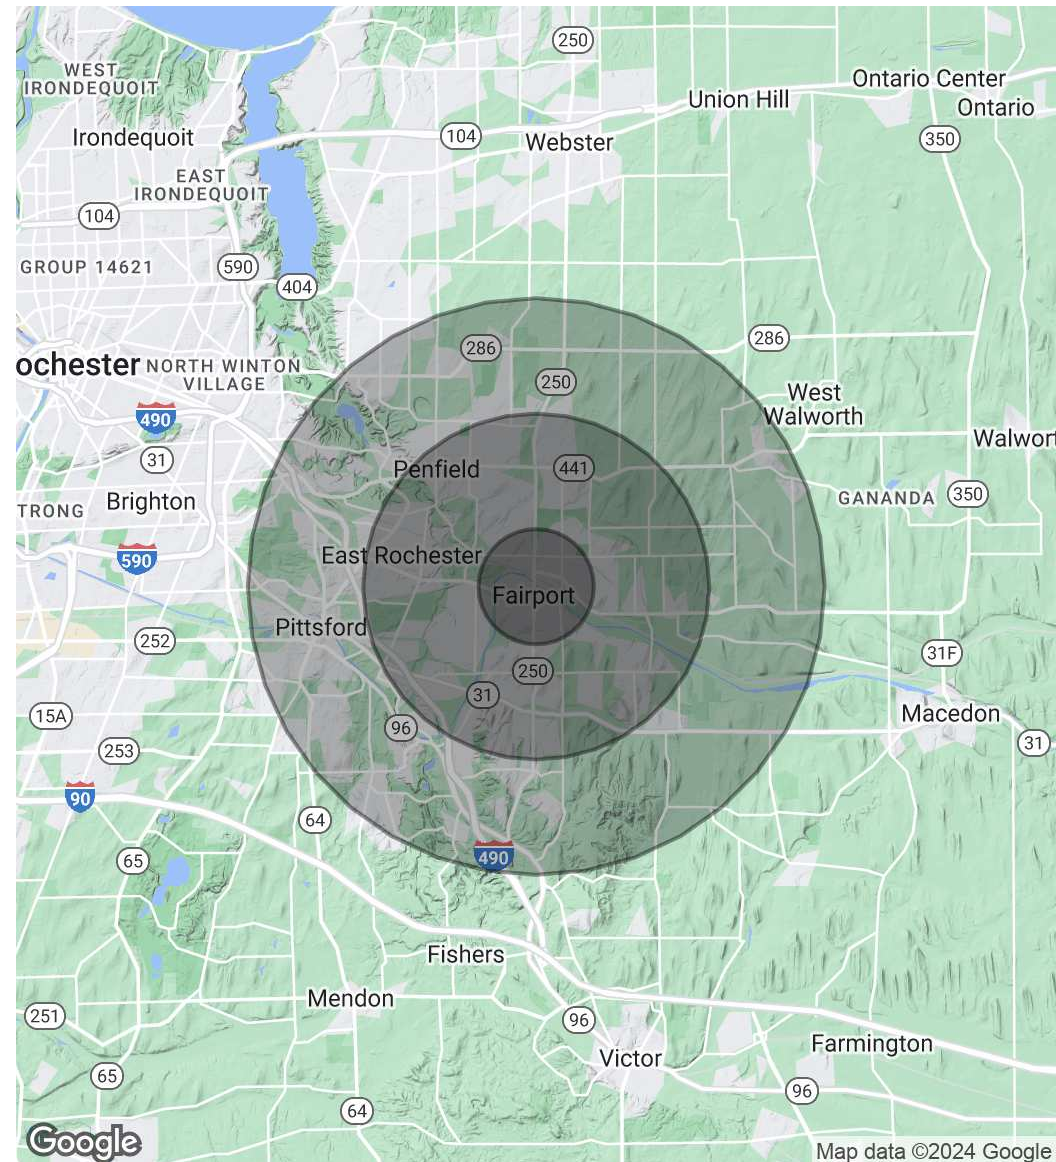 250
WEST
IRONDEQUOIT
Ontario Center
Union Hill
Ontario
Irondequoit
104
Webster
350
EAST
IRONDEQUOIT
104
GROUP 14621
590
404
286
286
ochester
NORTH WINTON
VILLAGE
250
West
Walworth
490
31
Penfield
441
Walwort
Brighton
TRONG
GANANDA
350
590
East Rochester
Fairport
Pittsford
252
31F
250
31
15A
96
Macedon
253
31
90
64
490
65
Fishers
Mendon
251
96
Farmington
Victor
65
96
64
Google
Map data ©2024 Google